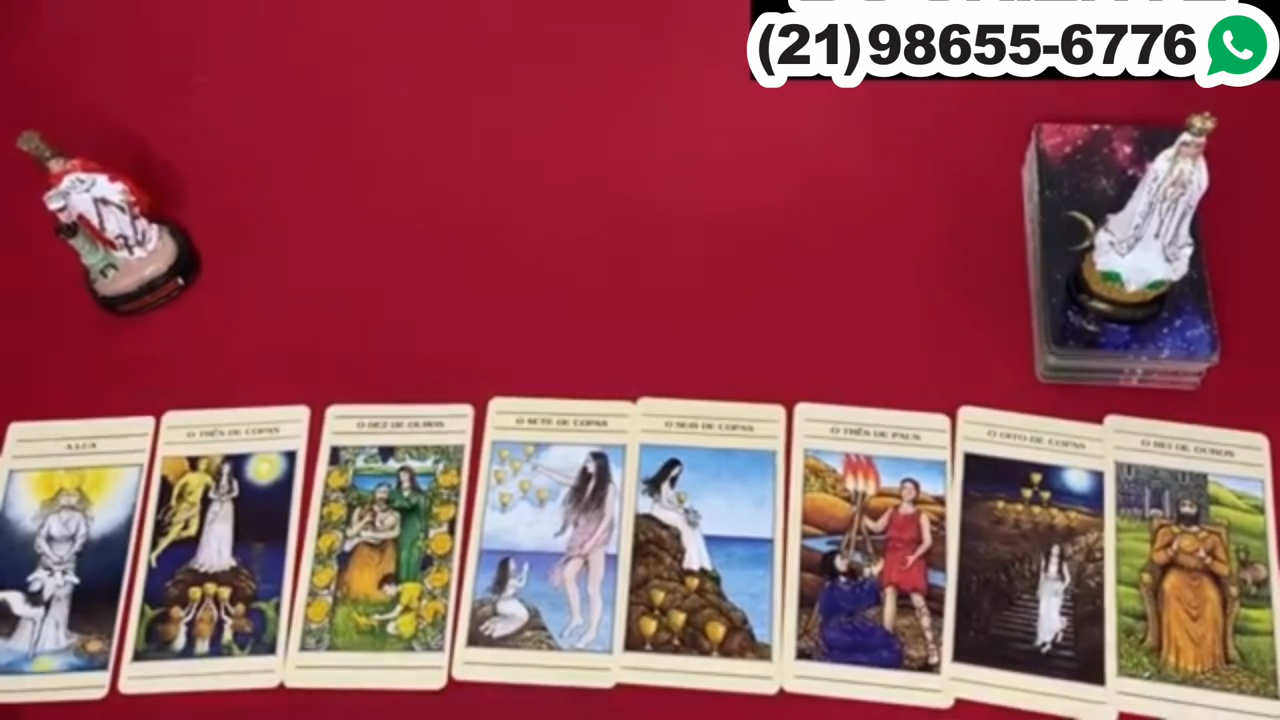 (21)98655-6776
A LUA
O TRÊS DE COPAS
O DEZ DE OUROS
O SETE DE COPAS
O SEIS DE COPAS
O TRÊS DE PAUS
O OITO DE COPAS
O REI DE OUROS